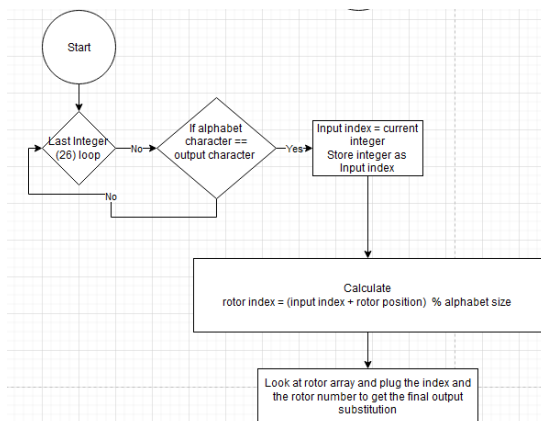 Start
Last Integer
(26) loop
No
If alphabet
character ==
output character
Yes
Input index = current
integer
Store integer as
Input index
No
Calculate
rotor index = (input index + rotor position) % alphabet size
Look at rotor array and plug the index and
the rotor number to get the final output
substitution